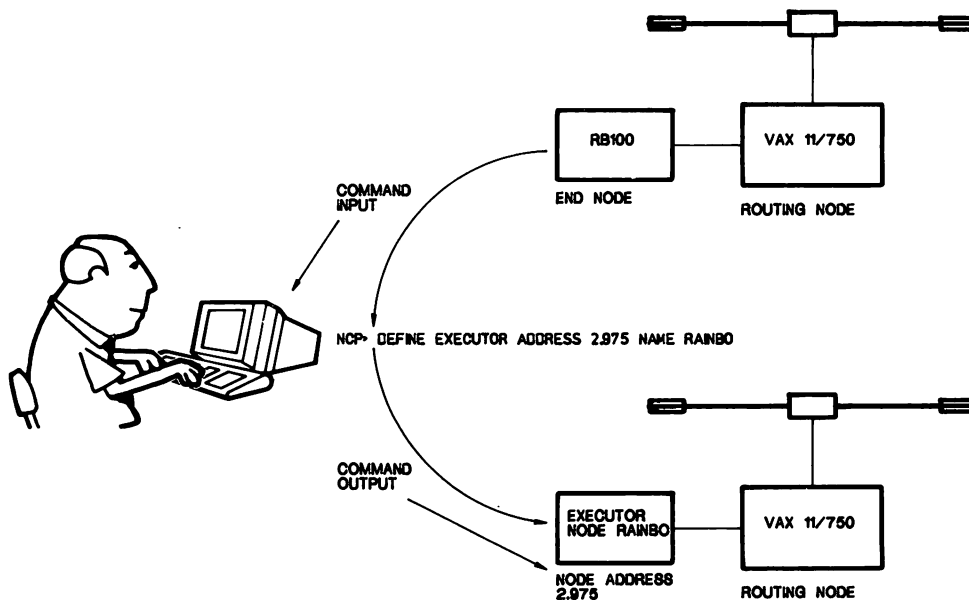 RB100
VAX 11/750
END NODE
ROUTING NODE
COMMAND
INPUT
NCP> DEFINE EXECUTOR ADDRESS 2.975 NAME RAINBO
COMMAND
OUTPUT
EXECUTOR
NODE RAINBO
VAX 11/750
NODE ADDRESS
2.975
ROUTING NODE